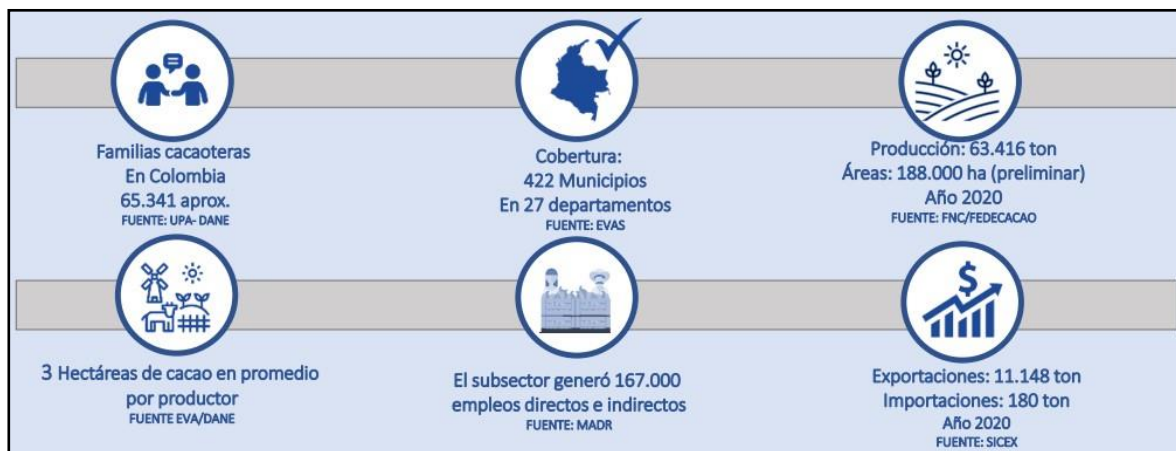 Familias cacaoteras
En Colombia
65.341 aprox.
FUENTE: UPA- DANE
Cobertura:
422 Municipios
En 27 departamentos
FUENTE: EVAS
Producción: 63.416 ton
Áreas: 188.000 ha (preliminar)
Año 2020
FUENTE: FNC/FEDECACAO
3 Hectáreas de cacao en promedio
por productor
FUENTE EVA/DANE
El subsector generó 167.000
empleos directos e indirectos
FUENTE: MADR
$
Exportaciones: 11.148 ton
Importaciones: 180 ton
Año 2020
FUENTE: SICEX